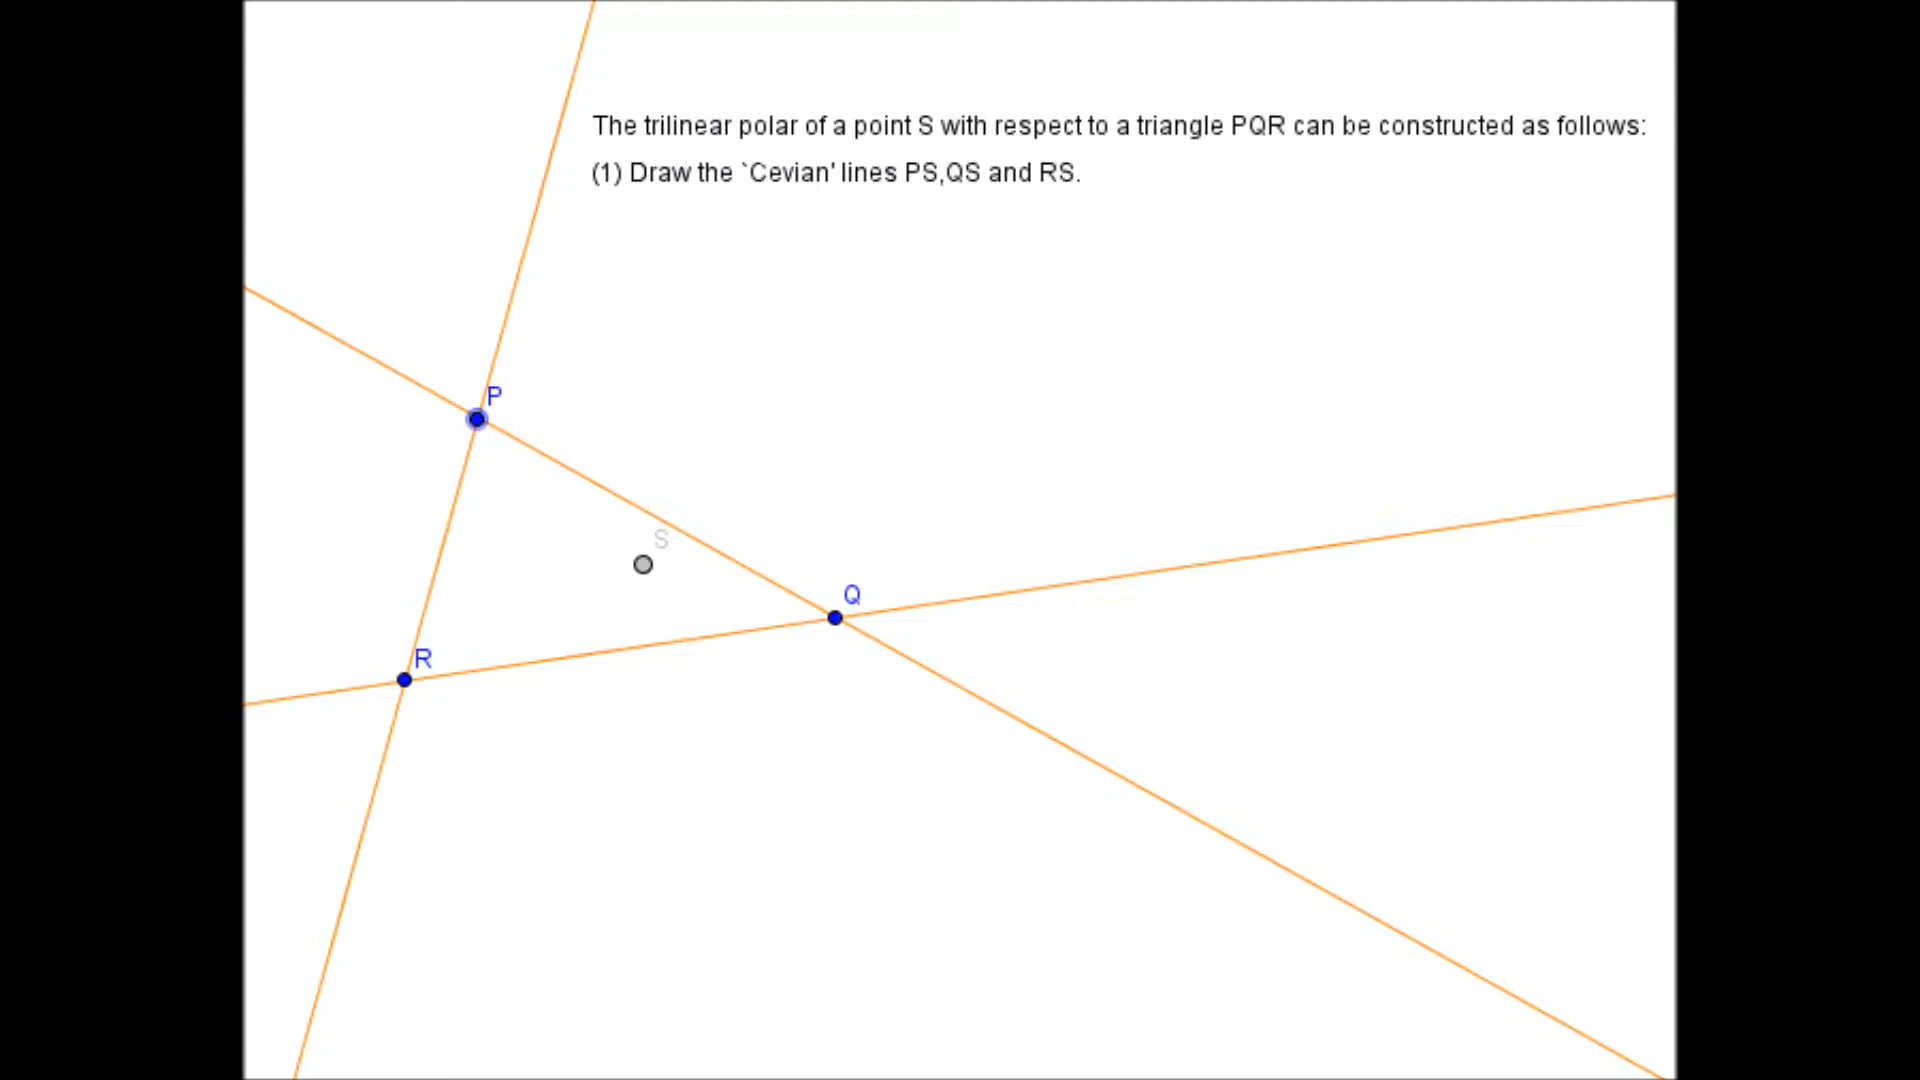 The trilinear polar of a point S with respect to a triangle PQR can be constructed as follows:
(1) Draw the `Cevian' lines PS,QS and RS.
P
S
Q
R